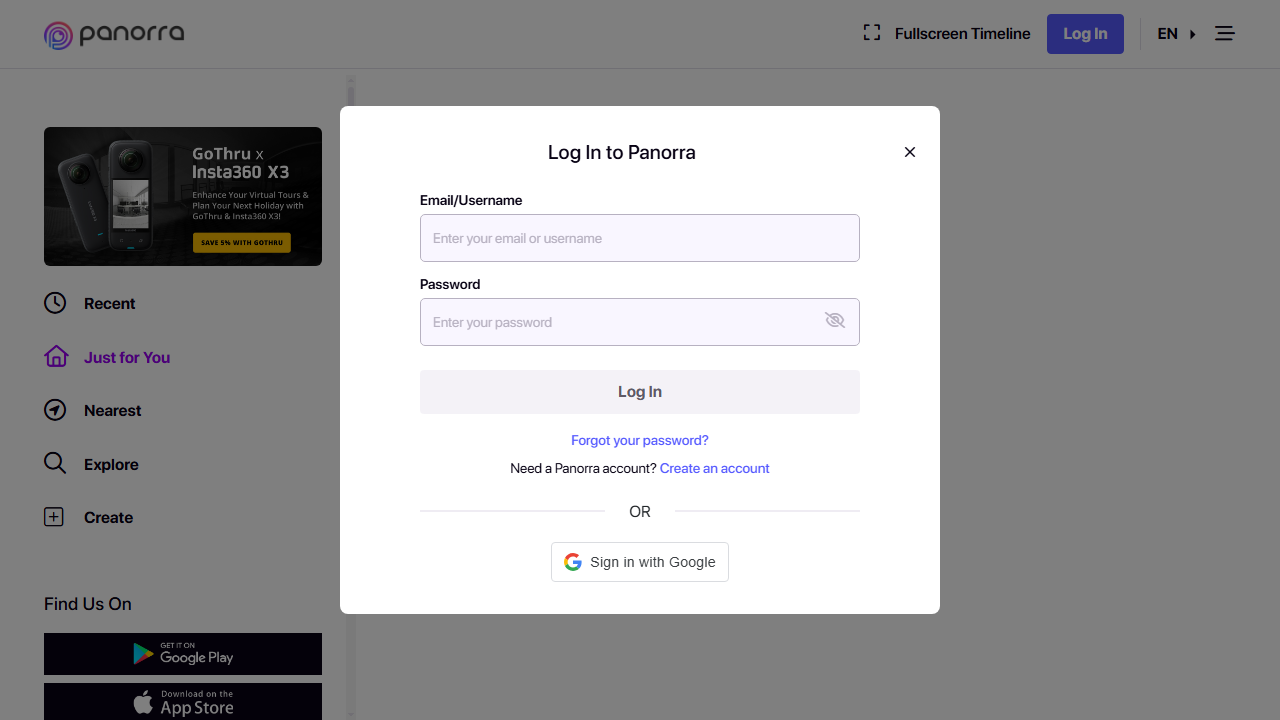 panorra
Fullscreen Timeline
Log In
EN
GoThru x
Insta360 X3
Enhance Your Virtual Tours &
Plan Your Next Holiday with
GoThru & Insta360 X3!
SAVE 5% WITH GOTHRU
Recent
Just for You
Nearest
Explore
Create
Find Us On
GET IT ON
Google Play
Download on the
App Store
Log In to Panorra
Email/Username
Enter your email or username
Password
Enter your password
Log In
Forgot your password?
Need a Panorra account? Create an account
OR
Sign in with Google